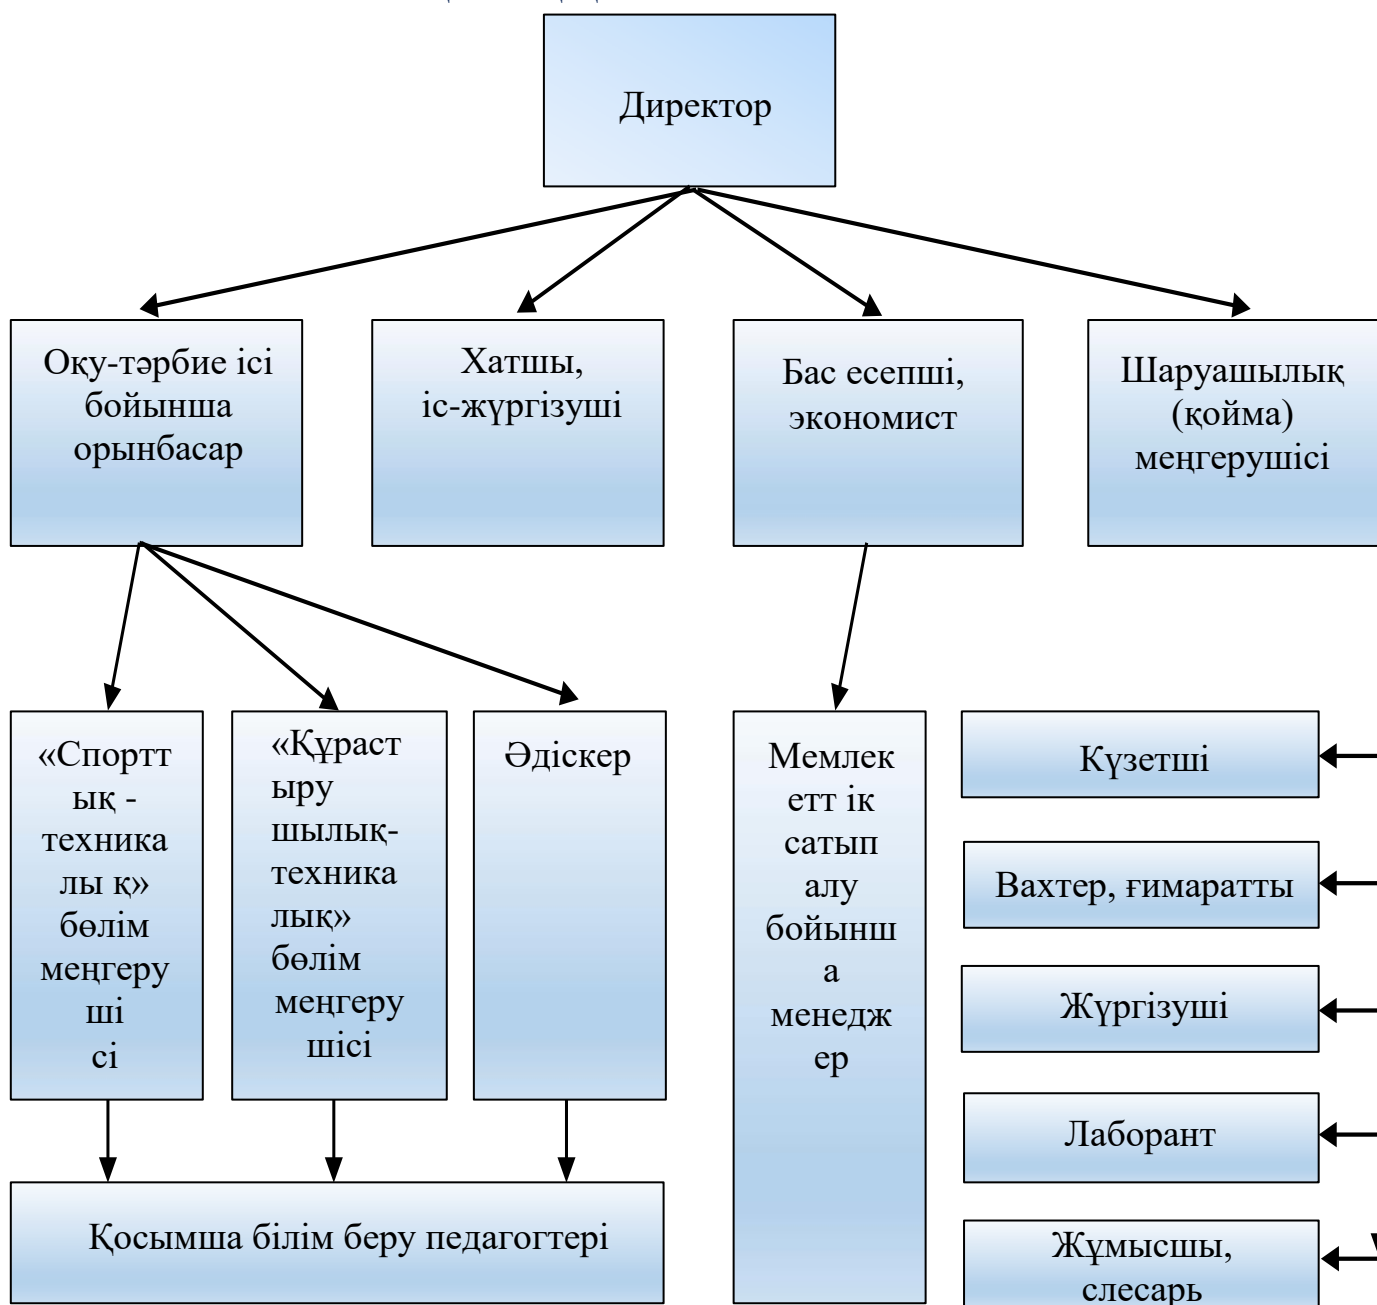 Директор
Оқу-тәрбие ісі
бойынша
орынбасар
Хатшы,
іс-жүргізуші
Бас есепші,
экономист
Шаруашылық
(қойма)
меңгерушісі
«Спортт
ық -
техника
лы қ»
бөлім
меңгеру
ші
сі
«Құраст
ыру
шылық-
техника
лық»
бөлім
меңгеру
шісі
Әдіскер
Мемлек
етт ік
сатып
алу
бойынш
а
менедж
ер
Күзетші
Вахтер, ғимаратты
Жүргізуші
Лаборант
Жұмысшы,
слесарь
Қосымша білім беру педагогтері